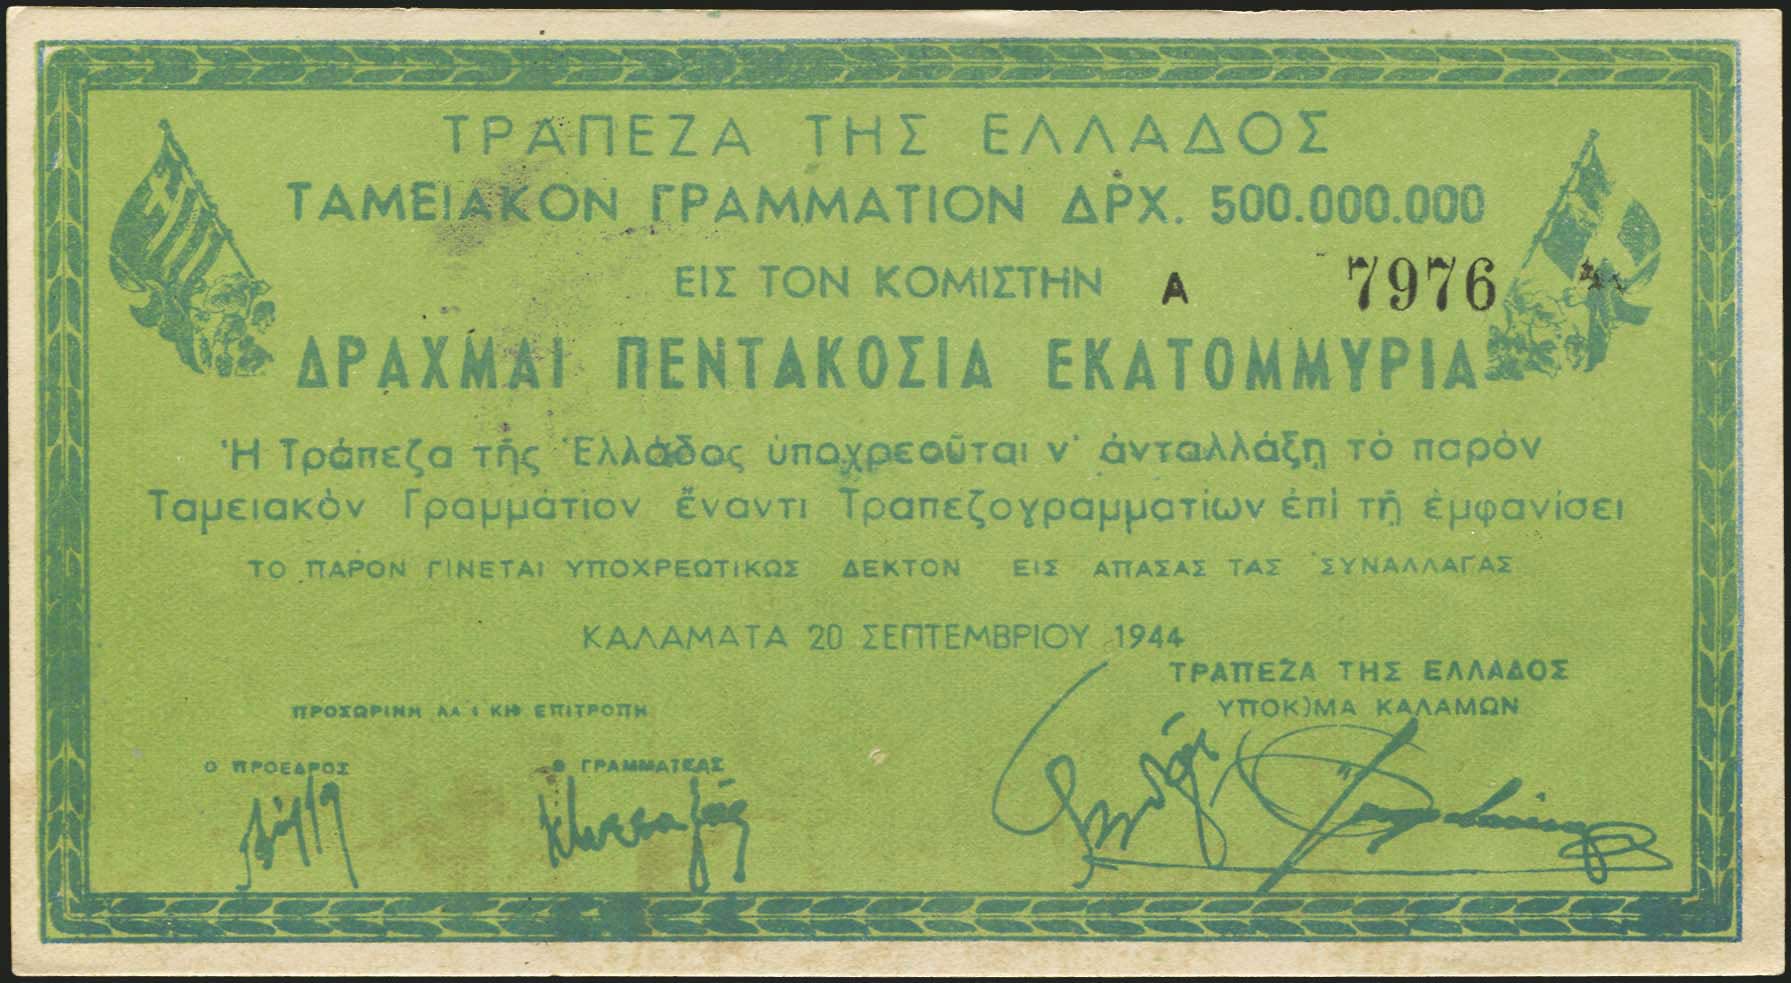 ΤΡΑΠΕΖΑ ΤΗΣ ΕΛΛΑΔΟΣ
ΤΑΜΕΙΑΚΟΝ ΓΡΑΜΜΑΤΙΟΝ ΔΡΧ. 500.000.000
ΕΙΣ ΤΟΝ ΚΟΜΙΣΤΗΝ Α 7976
ΔΡΑΧΜΑΙ ΠΕΝΤΑΚΟΣΙΑ ΕΚΑΤΟΜΜΥΡΙΑ
Ἡ Τράπεζα τῆς Ἑλλάδος ὑποχρεοῦται ν' ἀνταλλάξῃ τὸ παρὸν
Ταμειακὸν Γραμμάτιον ἔναντι Τραπεζογραμματίων ἐπὶ τῇ ἐμφανίσει
ΤΟ ΠΑΡΟΝ ΓΙΝΕΤΑΙ ΥΠΟΧΡΕΩΤΙΚΩΣ ΔΕΚΤΟΝ ΕΙΣ ΑΠΑΣΑΣ ΤΑΣ ΣΥΝΑΛΛΑΓΑΣ
ΚΑΛΑΜΑΤΑ 20 ΣΕΠΤΕΜΒΡΙΟΥ 1944
ΤΡΑΠΕΖΑ ΤΗΣ ΕΛΛΑΔΟΣ
ΥΠΟΚ)ΜΑ ΚΑΛΑΜΩΝ
ΠΡΟΣΩΡΙΝΗ ΕΠΙΤΡΟΠΗ
Ο ΠΡΟΕΔΡΟΣ Ο ΓΡΑΜΜΑΤΕΑΣ